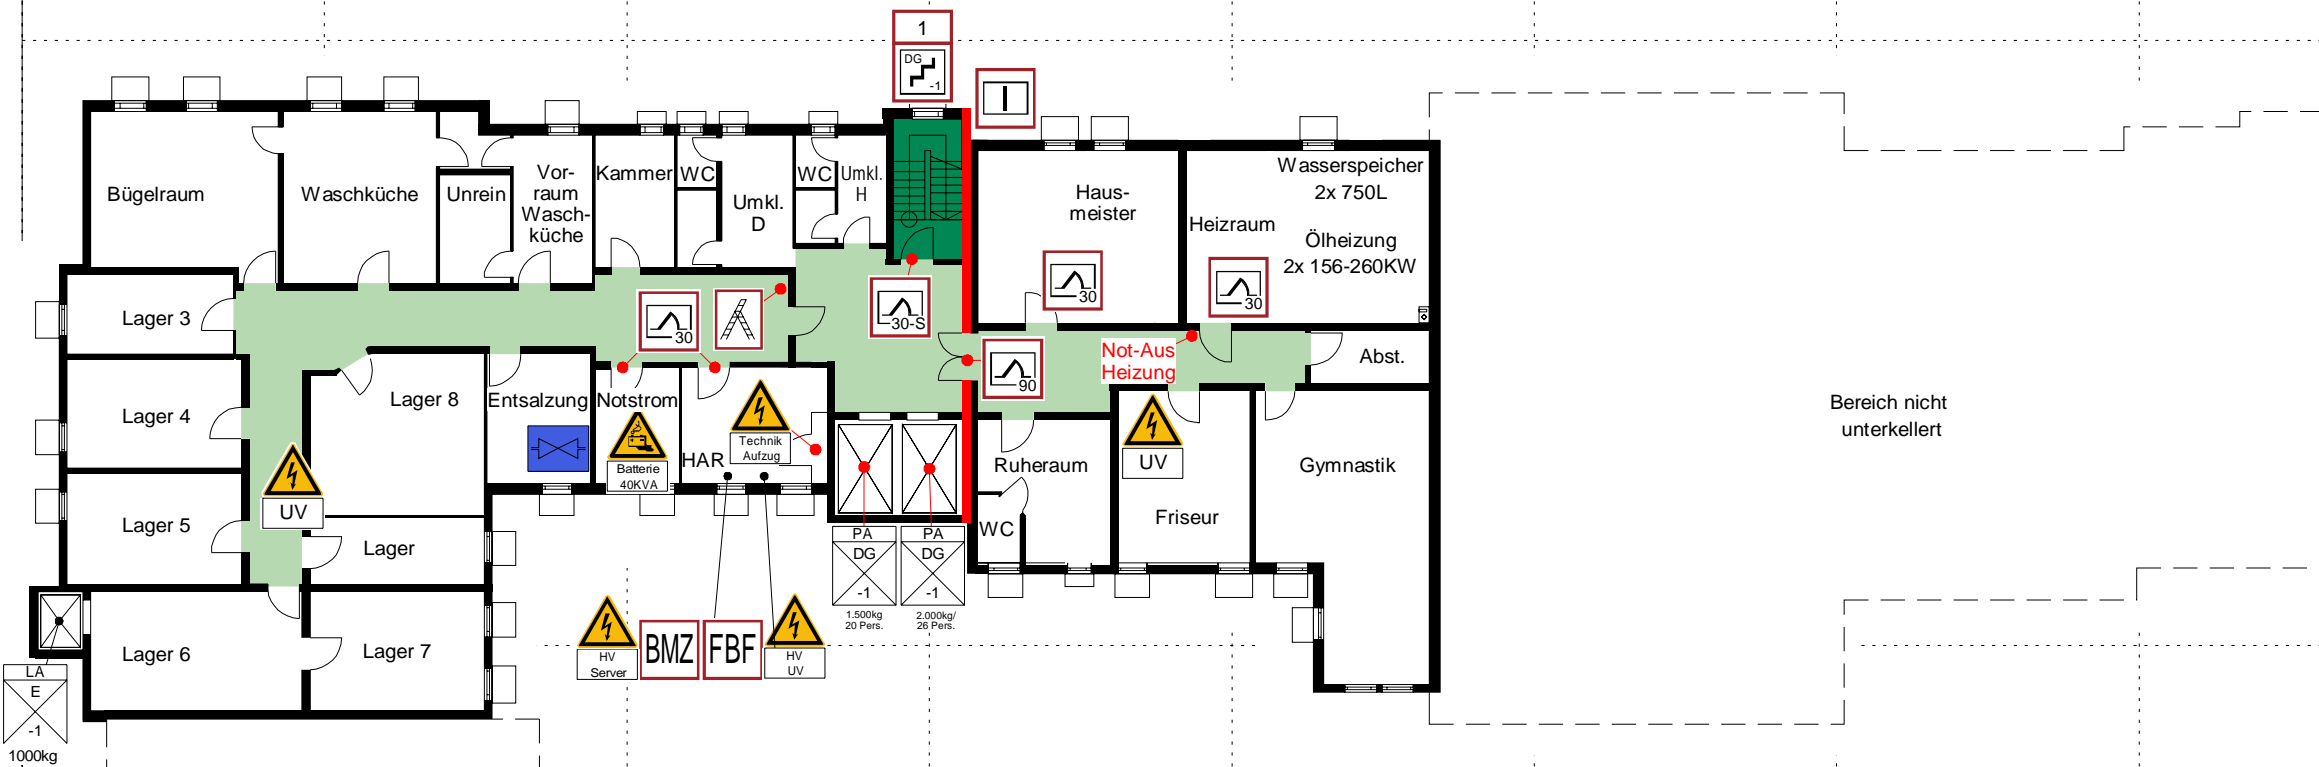 1
DG
-1
Bügelraum
Waschküche
Unrein
Vor-
raum
Wasch-
küche
Kammer
WC
Umkl.
D
WC
Umkl.
H
Haus-
meister
30
Heizraum
Wasserspeicher
2x 750L
Ölheizung
2x 156-260KW
30
Lager 3
30
30-S
90
Not-Aus
Heizung
Abst.
Lager 4
Lager 8
Entsalzung
Notstrom
Batterie
40KVA
HAR
Technik
Aufzug
UV
Ruheraum
WC
UV
Friseur
Gymnastik
Bereich nicht
unterkellert
Lager 5
Lager
PA
DG
-1
1.500kg
20 Pers.
PA
DG
-1
2.000kg/
26 Pers.
Lager 6
Lager 7
HV
Server
BMZ
FBF
HV
UV
LA
E
-1
1000kg